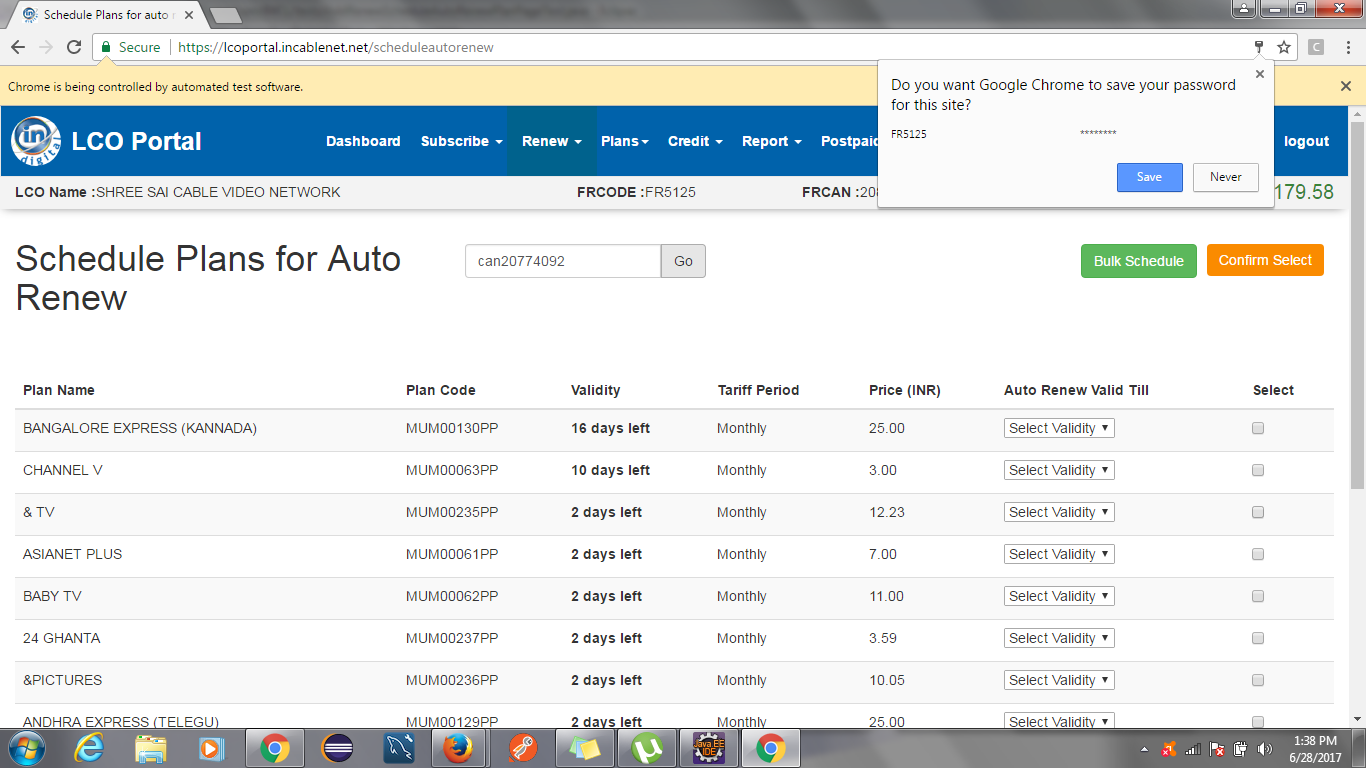 Schedule Plans for auto r
Secure
https://lcoportal.incablenet.net/scheduleautorenew
C
Chrome is being controlled by automated test software.
Do you want Google Chrome to save your password
for this site?
FR5125 ********
Save Never
in
digital
LCO Portal
Dashboard Subscribe Renew Plans Credit Report Postpaid logout
LCO Name :SHREE SAI CABLE VIDEO NETWORK FRCODE :FR5125 FRCAN :208 179.58
Schedule Plans for Auto
Renew
can20774092 Go
Bulk Schedule Confirm Select
Plan Name Plan Code Validity Tariff Period Price (INR) Auto Renew Valid Till Select
BANGALORE EXPRESS (KANNADA) MUM00130PP 16 days left Monthly 25.00 Select Validity
CHANNEL V MUM00063PP 10 days left Monthly 3.00 Select Validity
& TV MUM00235PP 2 days left Monthly 12.23 Select Validity
ASIANET PLUS MUM00061PP 2 days left Monthly 7.00 Select Validity
BABY TV MUM00062PP 2 days left Monthly 11.00 Select Validity
24 GHANTA MUM00237PP 2 days left Monthly 3.59 Select Validity
&PICTURES MUM00236PP 2 days left Monthly 10.05 Select Validity
ANDHRA EXPRESS (TELEGU) MUM00129PP 2 days left Monthly 25.00 Select Validity
Java EE
IDE
1:38 PM
6/28/2017